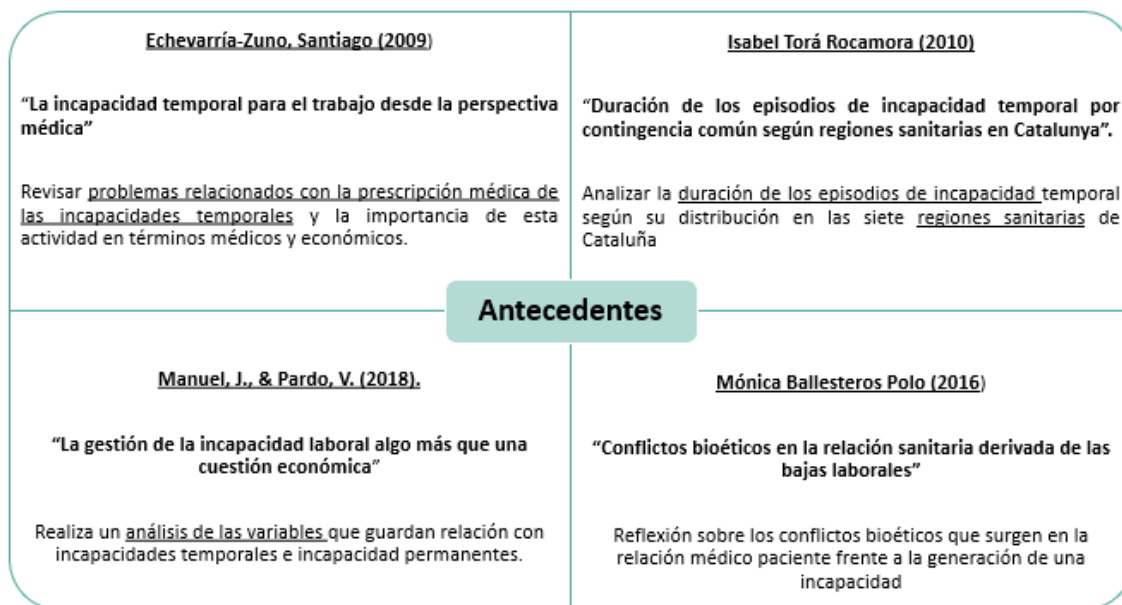 Echevarría-Zuno, Santiago (2009)
“La incapacidad temporal para el trabajo desde la perspectiva
médica”
Revisar problemas relacionados con la prescripción médica de
las incapacidades temporales y la importancia de esta
actividad en términos médicos y económicos.
Isabel Torá Rocamora (2010)
“Duración de los episodios de incapacidad temporal por
contingencia común según regiones sanitarias en Catalunya”.
Analizar la duración de los episodios de incapacidad temporal
según su distribución en las siete regiones sanitarias de
Cataluña
Antecedentes
Manuel, J., & Pardo, V. (2018).
“La gestión de la incapacidad laboral algo más que una
cuestión económica”
Realiza un análisis de las variables que guardan relación con
incapacidades temporales e incapacidad permanentes.
Mónica Ballesteros Polo (2016)
“Conflictos bioéticos en la relación sanitaria derivada de las
bajas laborales”
Reflexión sobre los conflictos bioéticos que surgen en la
relación médico paciente frente a la generación de una
incapacidad